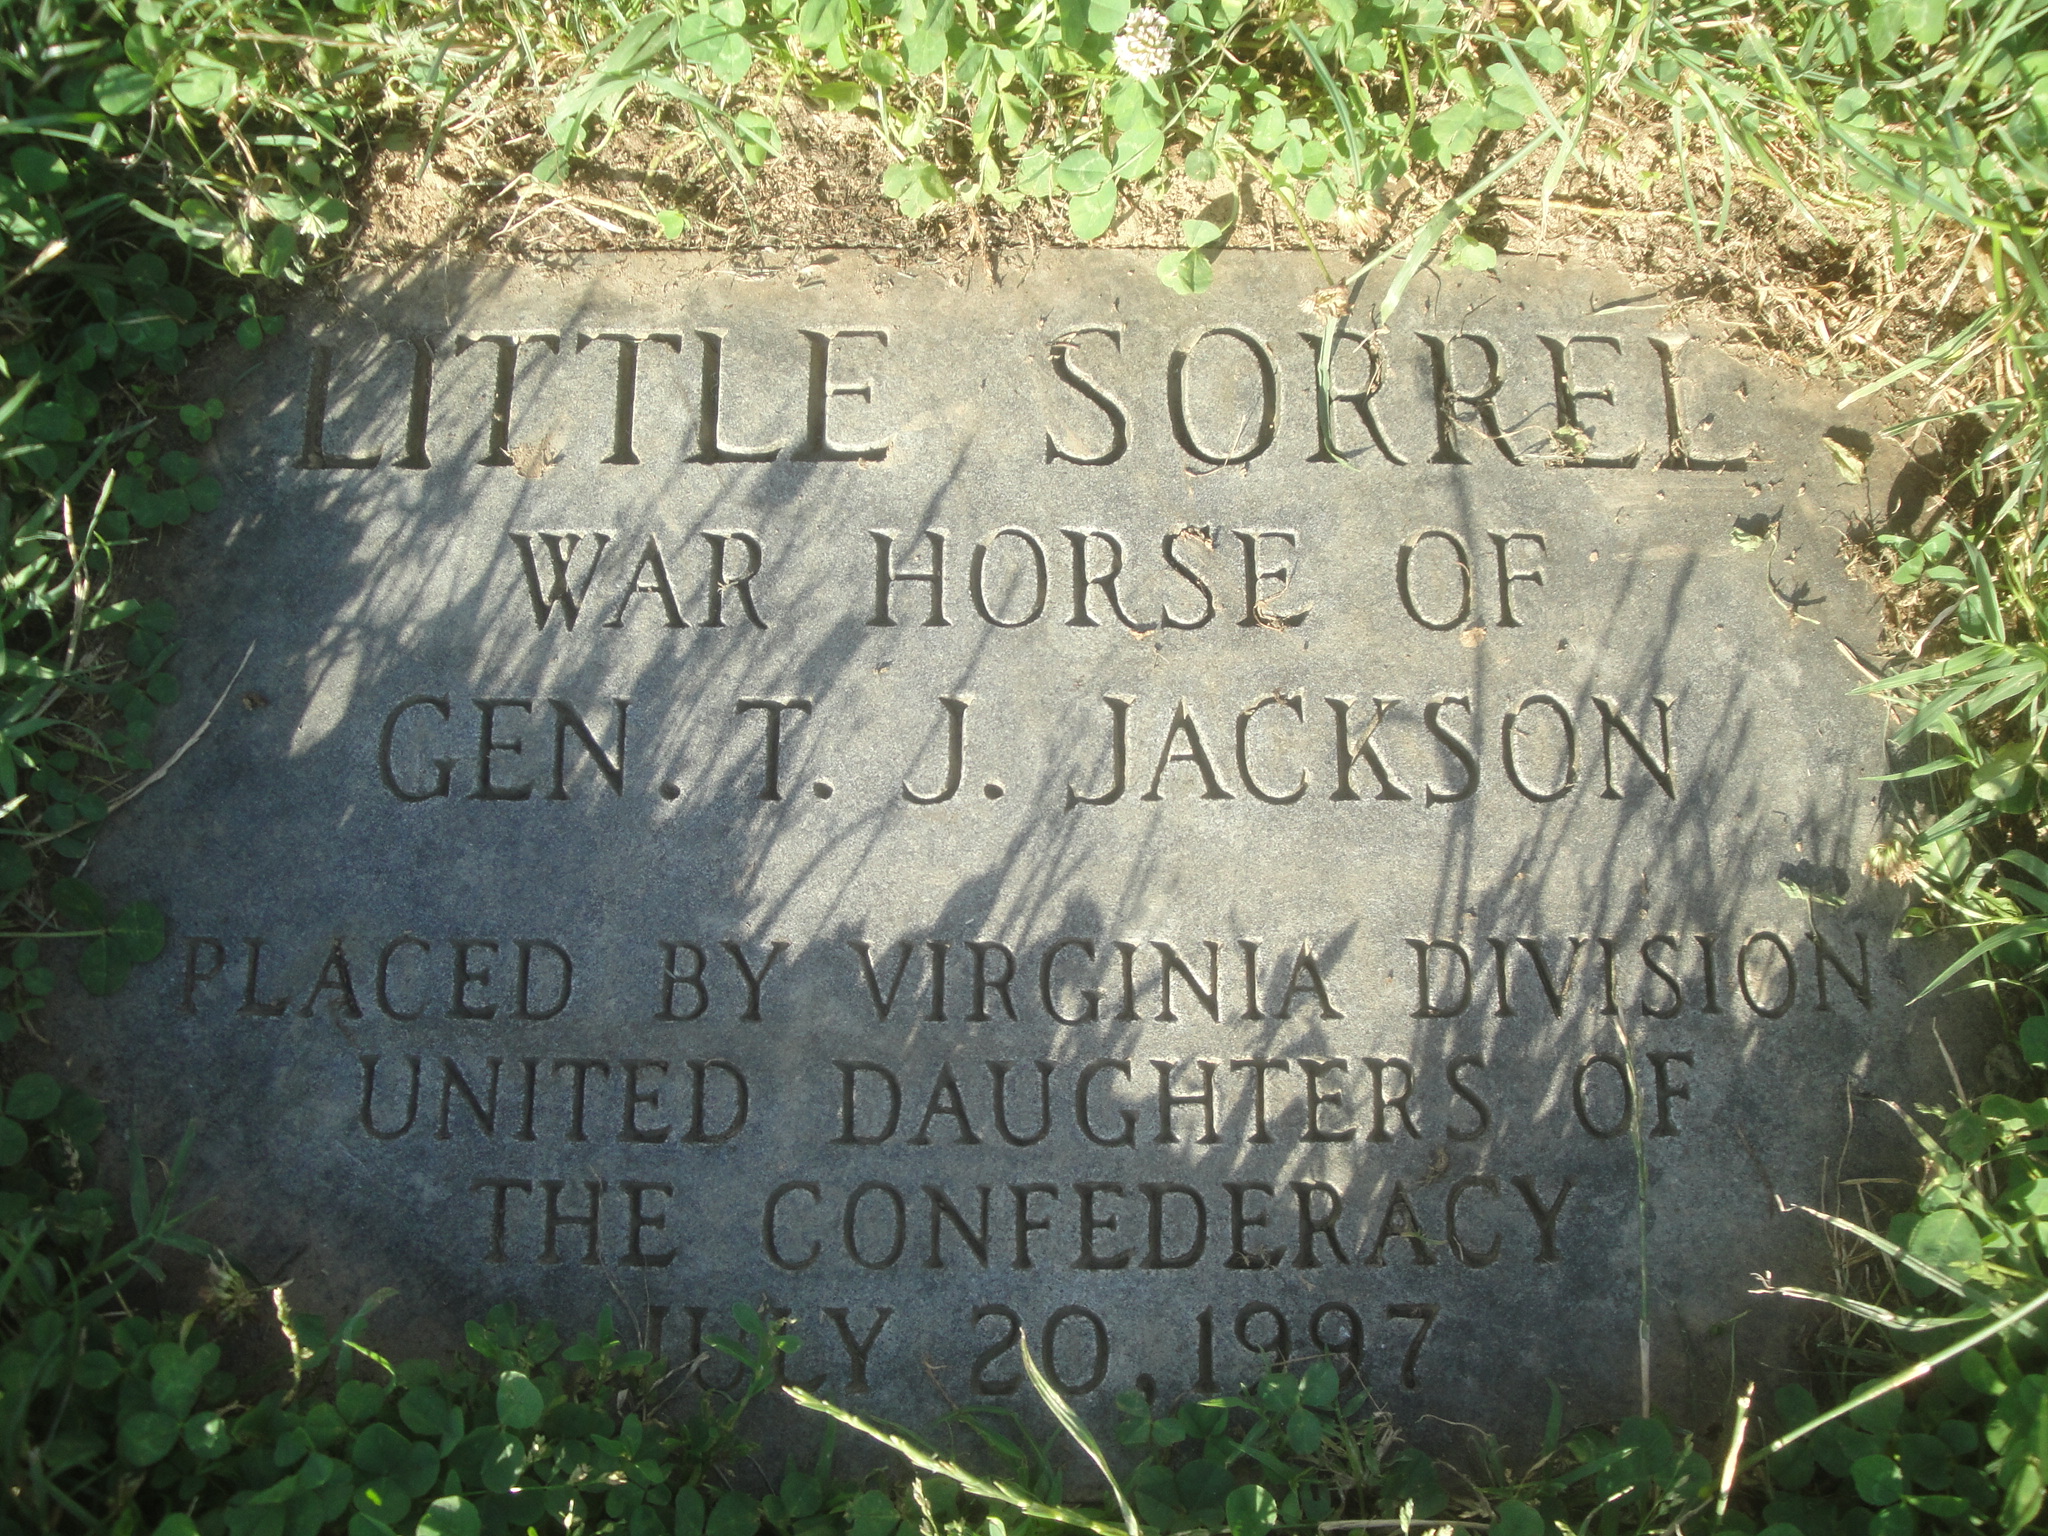 LITTLE SORREL
WAR HORSE OF
GEN. T. J. JACKSON
PLACED BY VIRGINIA DIVISION
UNITED DAUGHTERS OF
THE CONFEDERACY
JULY 20, 1997